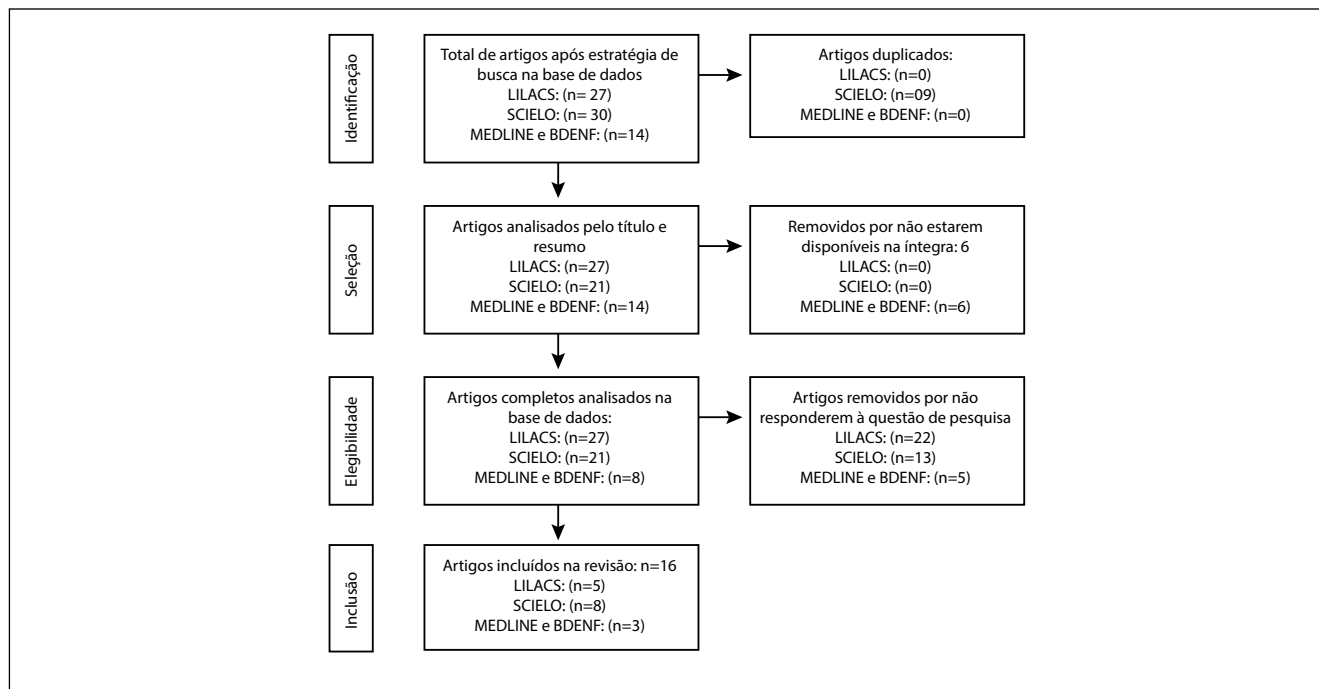 Identificação
Total de artigos após estratégia de
busca na base de dados
LILACS: (n= 27)
SCIELO: (n= 30)
MEDLINE e BDENF: (n=14)
Artigos duplicados:
LILACS: (n=0)
SCIELO: (n=09)
MEDLINE e BDENF: (n=0)
Seleção
Artigos analisados pelo título e
resumo
LILACS: (n=27)
SCIELO: (n=21)
MEDLINE e BDENF: (n=14)
Removidos por não estarem
disponíveis na íntegra: 6
LILACS: (n=0)
SCIELO: (n=0)
MEDLINE e BDENF: (n=6)
Elegibilidade
Artigos completos analisados na
base de dados:
LILACS: (n=27)
SCIELO: (n=21)
MEDLINE e BDENF: (n=8)
Artigos removidos por não
responderem à questão de pesquisa
LILACS: (n=22)
SCIELO: (n=13)
MEDLINE e BDENF: (n=5)
Inclusão
Artigos incluídos na revisão: n=16
LILACS: (n=5)
SCIELO: (n=8)
MEDLINE e BDENF: (n=3)